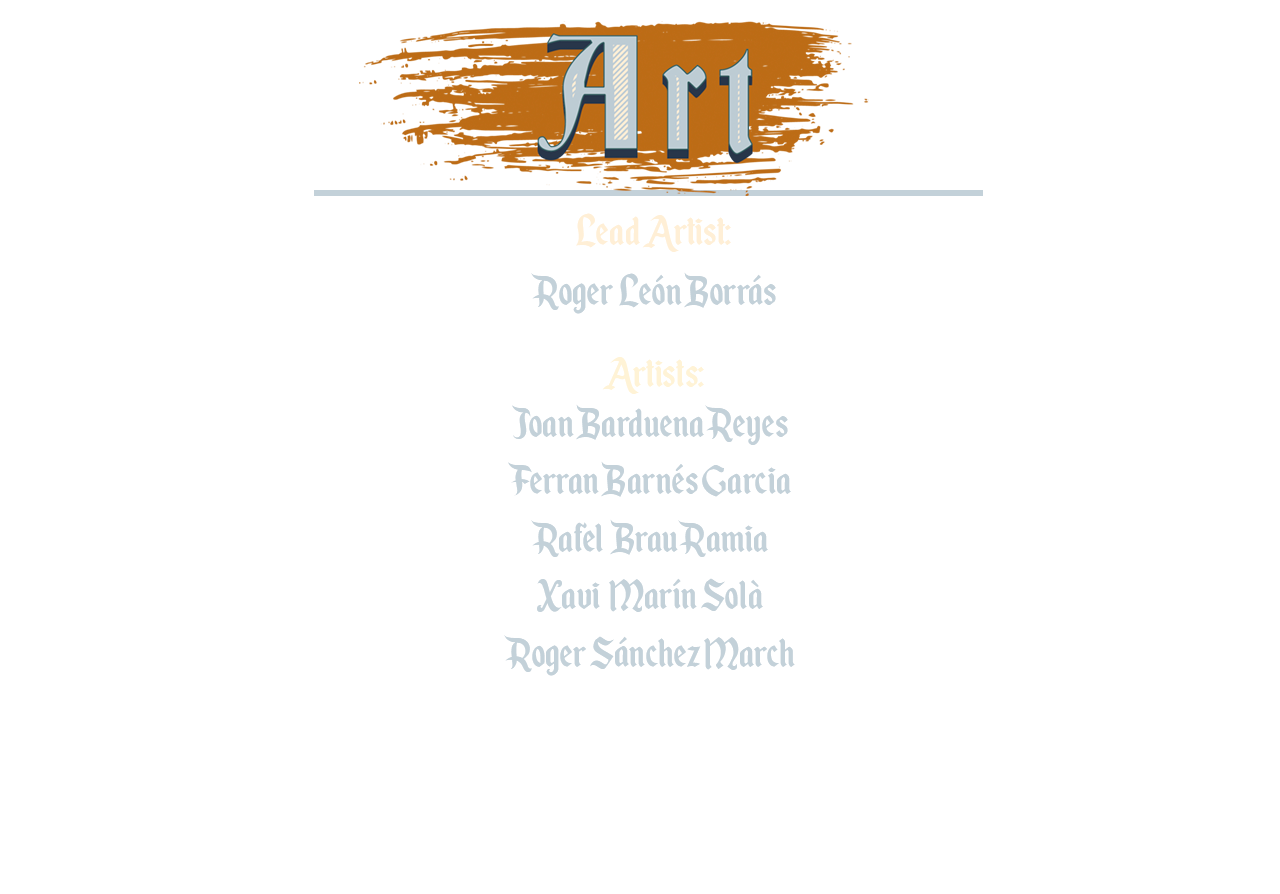 Art
Lead Artist:
Roger León Borrás
Artists:
Joan Barduena Reyes
Ferran Barnés Garcia
Rafel Brau Ramia
Xavi Marín Solà
Roger Sánchez March